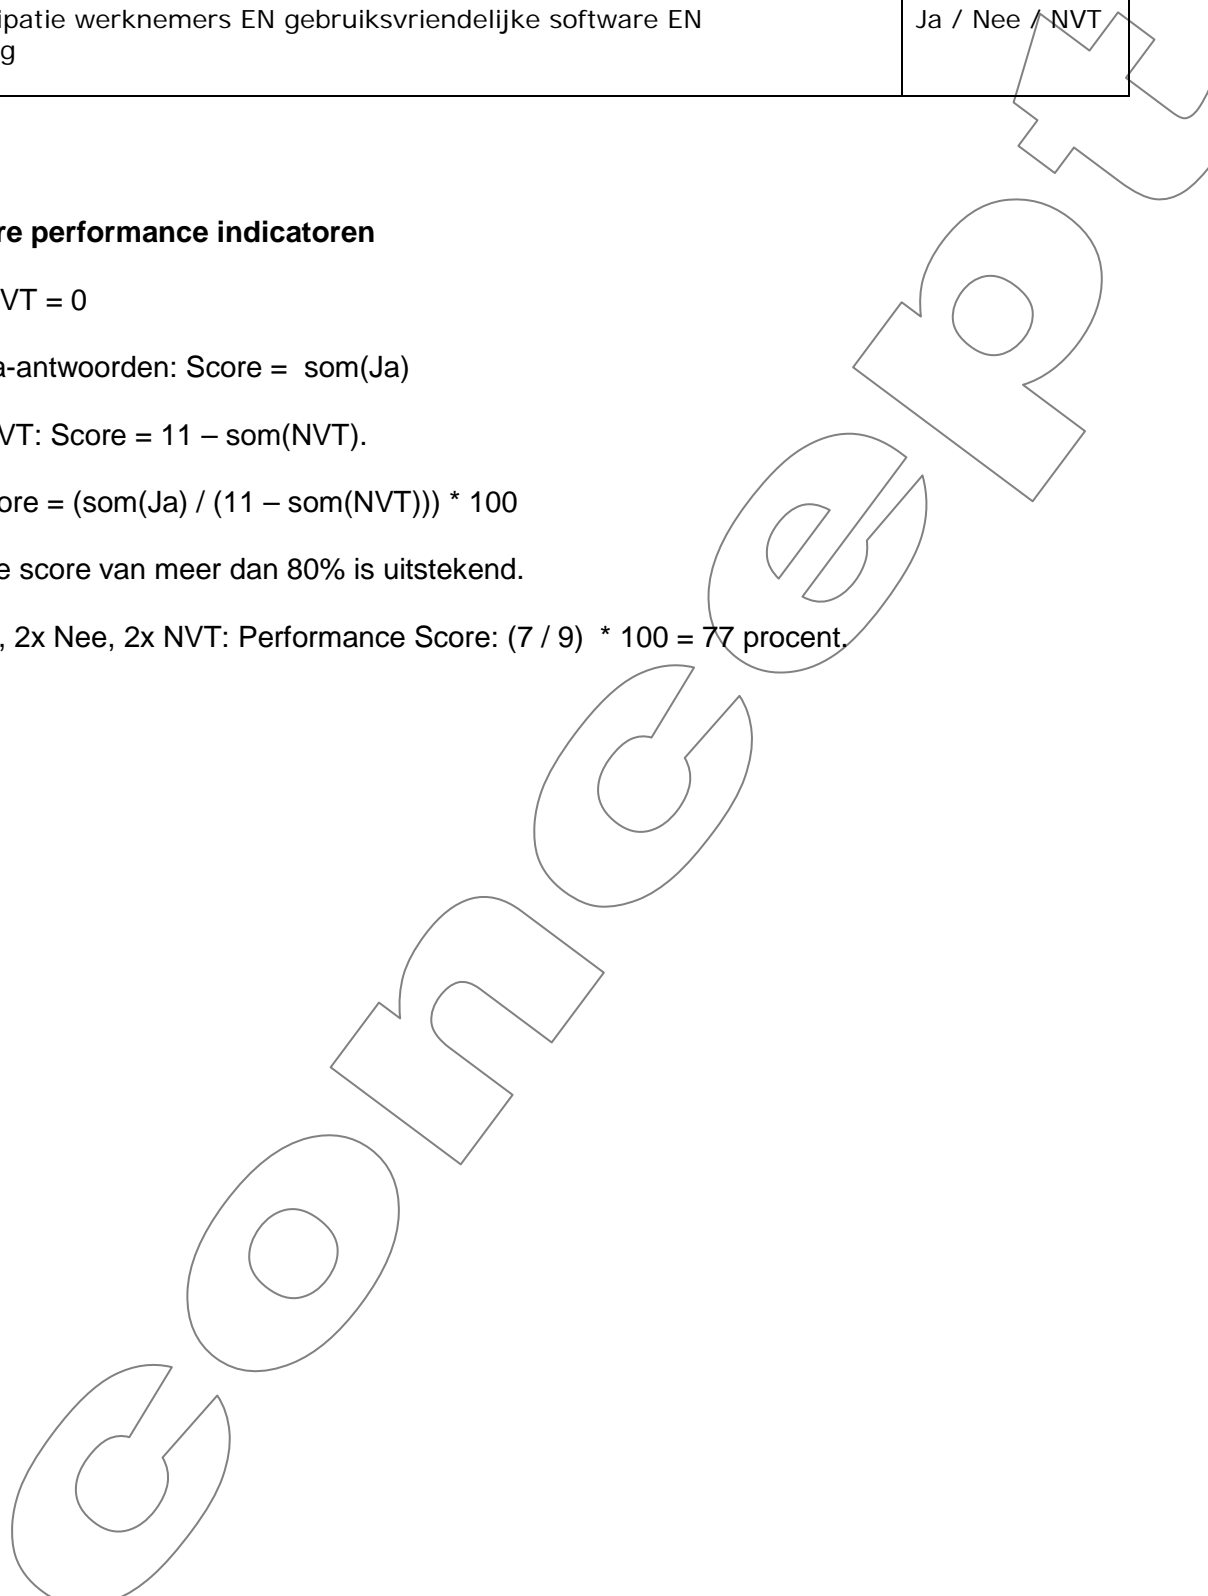 ipatie werknemers EN gebruiksvriendelijke software EN
g
Ja / Nee / NVT
re performance indicatoren
VT = 0
a-antwoorden: Score = som(Ja)
VT: Score = 11 – som(NVT).
ore = (som(Ja) / (11 – som(NVT))) * 100
e score van meer dan 80% is uitstekend.
, 2x Nee, 2x NVT: Performance Score: (7 / 9) * 100 = 77 procent.
concept